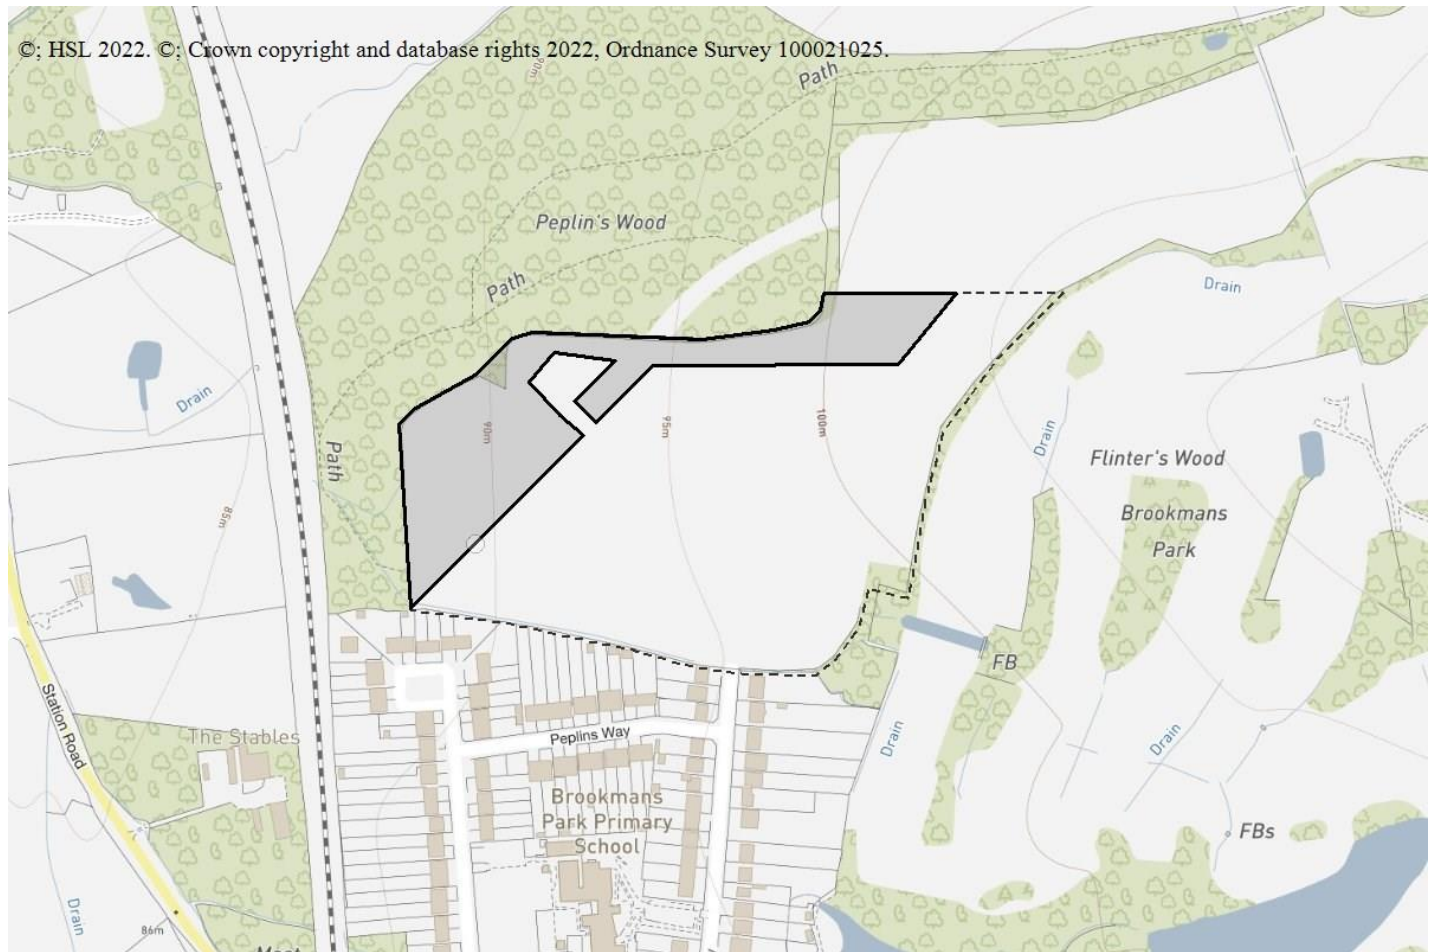 ©; HSL 2022. ©; Crown copyright and database rights 2022, Ordnance Survey 100021025.
90m
Path
Peplin's Wood
Path
Drain
Drain
90m
95m
100m
Path
Drain
Flinter's Wood
Brookmans
Park
85m
FB
Station Road
The Stables
Peplins Way
Drain
Drain
Brookmans
Park Primary
School
FBs
Drain
86m